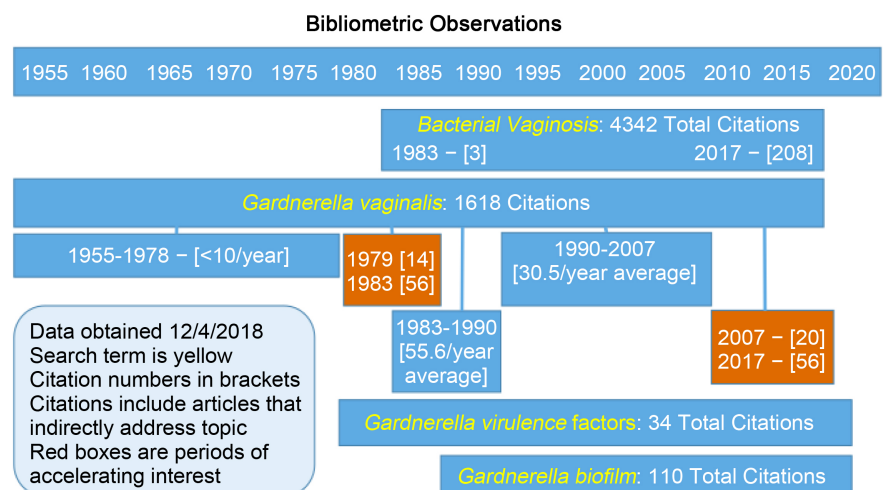 Bibliometric Observations
1955 1960 1965 1970 1975 1980 1985 1990 1995 2000 2005 2010 2015 2020
Bacterial Vaginosis: 4342 Total Citations
1983 − [3] 2017 − [208]
Gardnerella vaginalis: 1618 Citations
1955-1978 − [<10/year]
1979 [14]
1983 [56]
1990-2007
[30.5/year average]
1983-1990
[55.6/year
average]
2007 − [20]
2017 − [56]
Data obtained 12/4/2018
Search term is yellow
Citation numbers in brackets
Citations include articles that
indirectly address topic
Red boxes are periods of
accelerating interest
Gardnerella virulence factors: 34 Total Citations
Gardnerella biofilm: 110 Total Citations